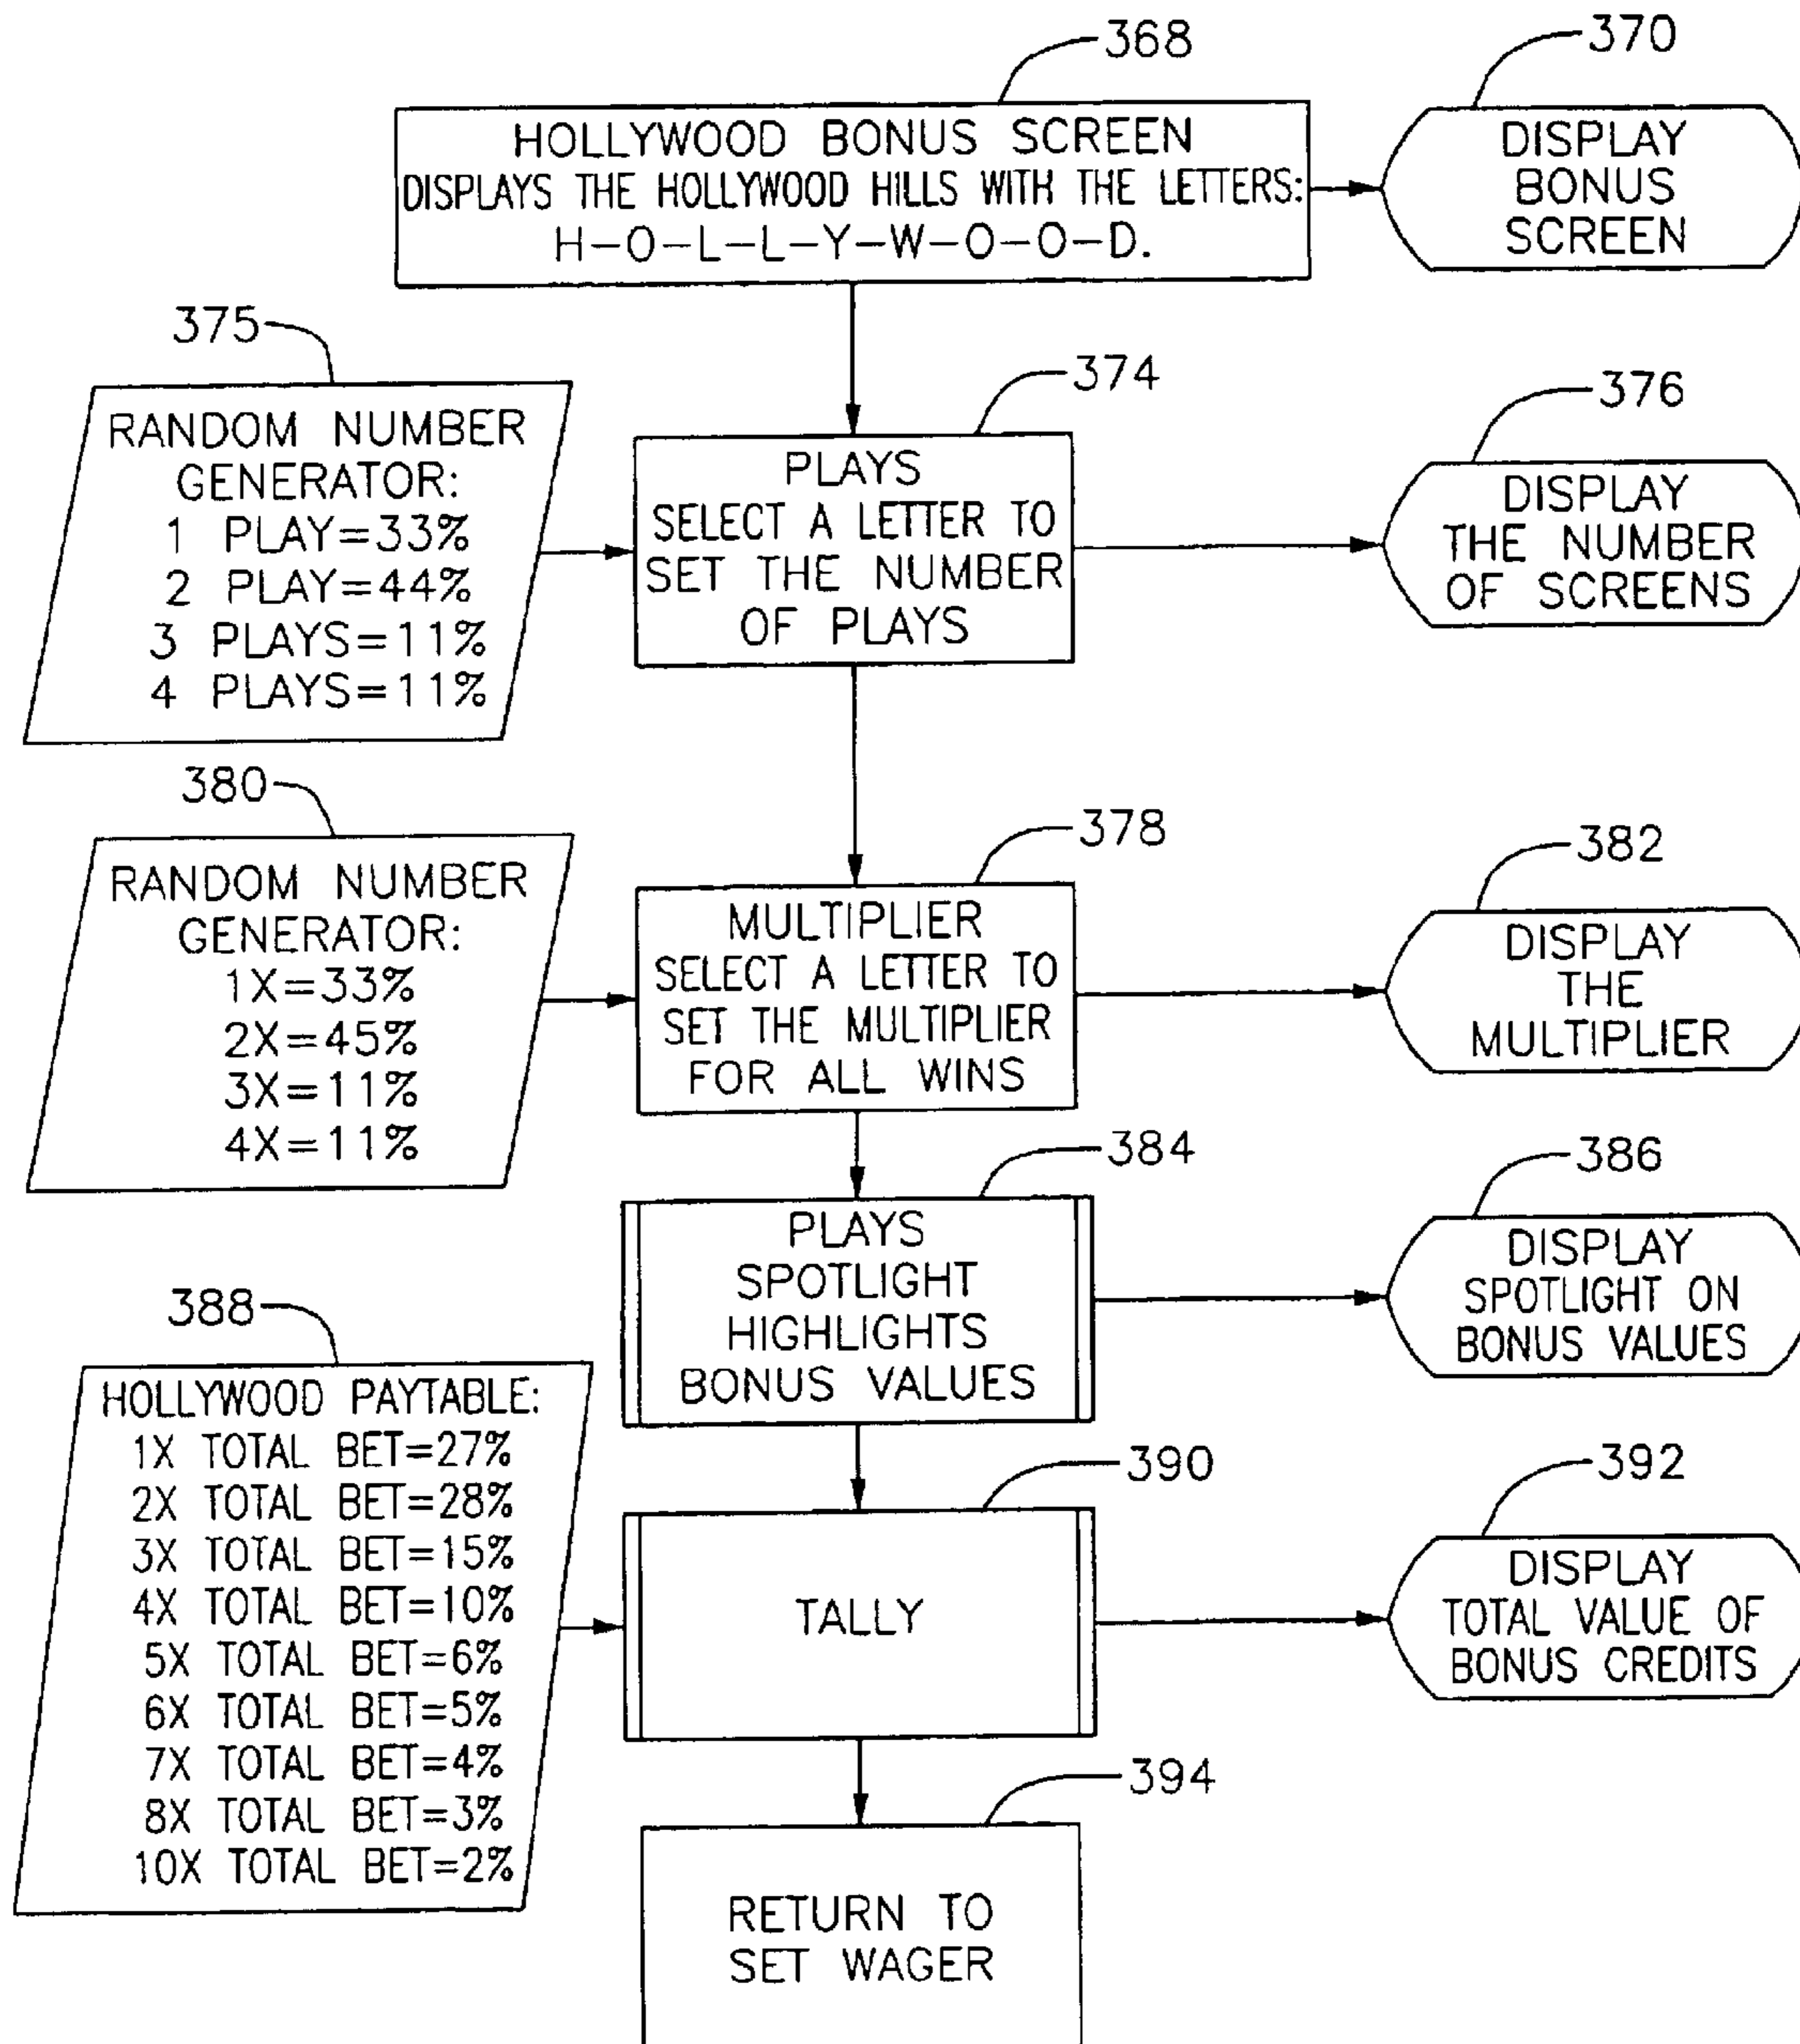 368
HOLLYWOOD BONUS SCREEN
DISPLAYS THE HOLLYWOOD HILLS WITH THE LETTERS:
H-O-L-L-Y-W-O-O-D.
370
DISPLAY
BONUS
SCREEN
375
RANDOM NUMBER
GENERATOR:
1 PLAY=33%
2 PLAY=44%
3 PLAYS=11%
4 PLAYS=11%
374
PLAYS
SELECT A LETTER TO
SET THE NUMBER
OF PLAYS
376
DISPLAY
THE NUMBER
OF SCREENS
380
RANDOM NUMBER
GENERATOR:
1X=33%
2X=45%
3X=11%
4X=11%
378
MULTIPLIER
SELECT A LETTER TO
SET THE MULTIPLIER
FOR ALL WINS
382
DISPLAY
THE
MULTIPLIER
384
PLAYS
SPOTLIGHT
HIGHLIGHTS
BONUS VALUES
386
DISPLAY
SPOTLIGHT ON
BONUS VALUES
388
HOLLYWOOD PAYTABLE:
1X TOTAL BET=27%
2X TOTAL BET=28%
3X TOTAL BET=15%
4X TOTAL BET=10%
5X TOTAL BET=6%
6X TOTAL BET=5%
7X TOTAL BET=4%
8X TOTAL BET=3%
10X TOTAL BET=2%
390
TALLY
392
DISPLAY
TOTAL VALUE OF
BONUS CREDITS
394
RETURN TO
SET WAGER